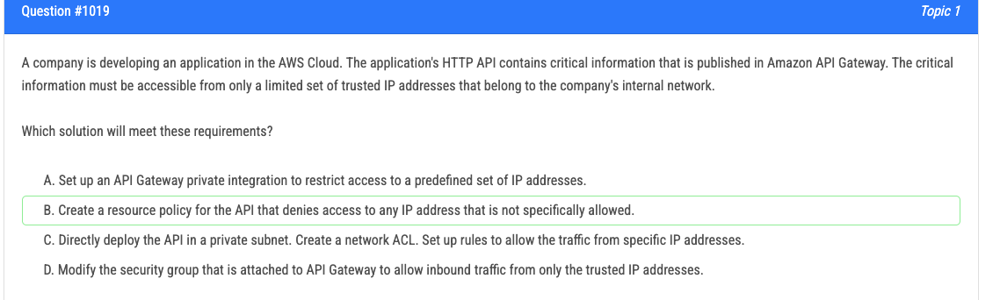 Question #1019
Topic 1
A company is developing an application in the AWS Cloud. The application's HTTP API contains critical information that is published in Amazon API Gateway. The critical
information must be accessible from only a limited set of trusted IP addresses that belong to the company's internal network.
Which solution will meet these requirements?
A. Set up an API Gateway private integration to restrict access to a predefined set of IP addresses.
B. Create a resource policy for the API that denies access to any IP address that is not specifically allowed.
C. Directly deploy the API in a private subnet. Create a network ACL. Set up rules to allow the traffic from specific IP addresses.
D. Modify the security group that is attached to API Gateway to allow inbound traffic from only the trusted IP addresses.